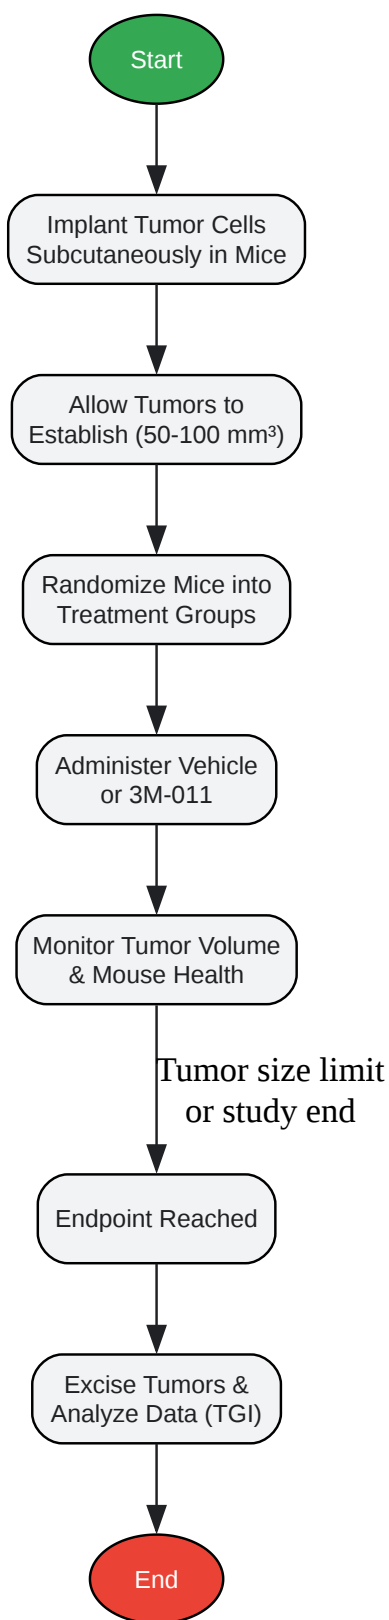 Start
Implant Tumor Cells
Subcutaneously in Mice
Allow Tumors to
Establish (50-100 mm³)
Randomize Mice into
Treatment Groups
Administer Vehicle
or 3M-011
Monitor Tumor Volume
& Mouse Health
Tumor size limit
or study end
Endpoint Reached
Excise Tumors &
Analyze Data (TGI)
End